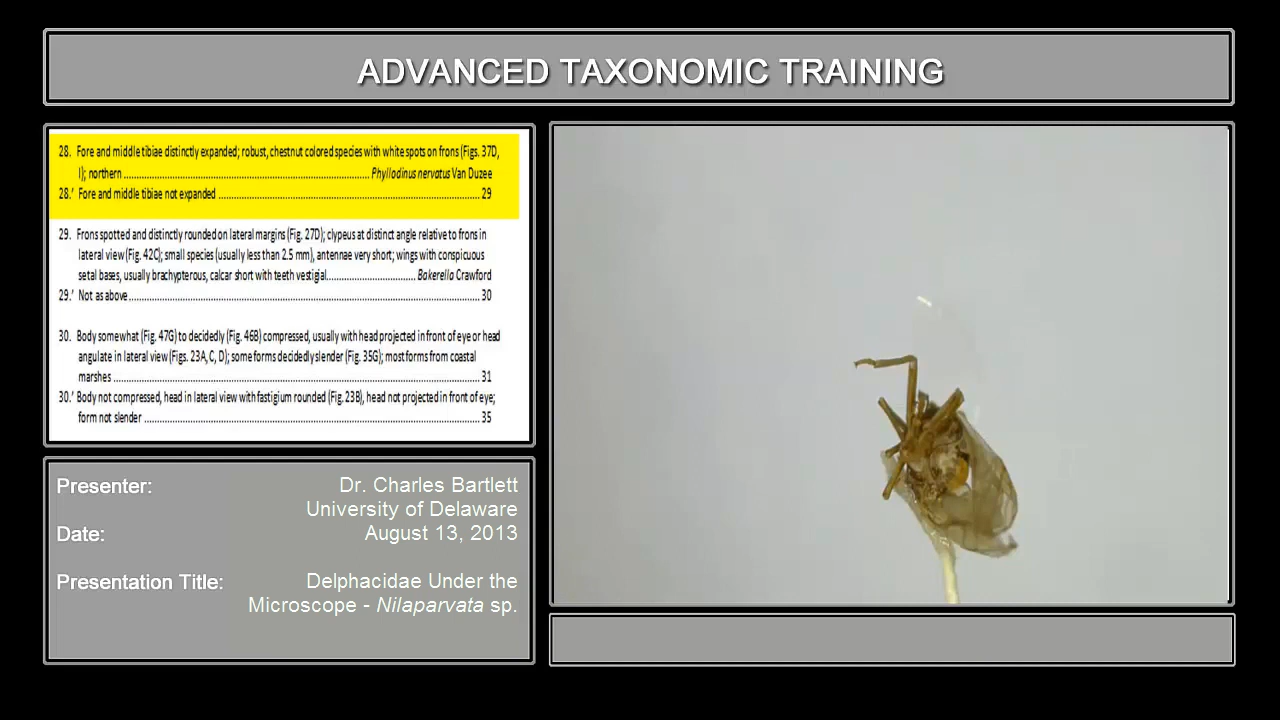 ADVANCED TAXONOMIC TRAINING
28. Fore and middle tibiae distinctly expanded; robust, chestnut colored species with white spots on frons (Figs. 37D,
I); northern ........................................................................................ Phyllodinus nervatus Van Duzee
28.' Fore and middle tibiae not expanded ............................................................................................... 29
29. Frons spotted and distinctly rounded on lateral margins (Fig. 27D); clypeus at distinct angle relative to frons in
lateral view (Fig. 42C); small species (usually less than 2.5 mm), antennae very short; wings with conspicuous
setal bases, usually brachypterous, calcar short with teeth vestigial................................ Bakerella Crawford
29.' Not as above ............................................................................................................................. 30
30. Body somewhat (Fig. 47G) to decidedly (Fig. 46B) compressed, usually with head projected in front of eye or head
angulate in lateral view (Figs. 23A, C, D); some forms decidedly slender (Fig. 35G); most forms from coastal
marshes ................................................................................................................................... 31
30.' Body not compressed, head in lateral view with fastigium rounded (Fig. 23B), head not projected in front of eye;
form not slender ........................................................................................................................ 35
Presenter: Dr. Charles Bartlett
University of Delaware
Date: August 13, 2013
Presentation Title: Delphacidae Under the
Microscope - Nilaparvata sp.